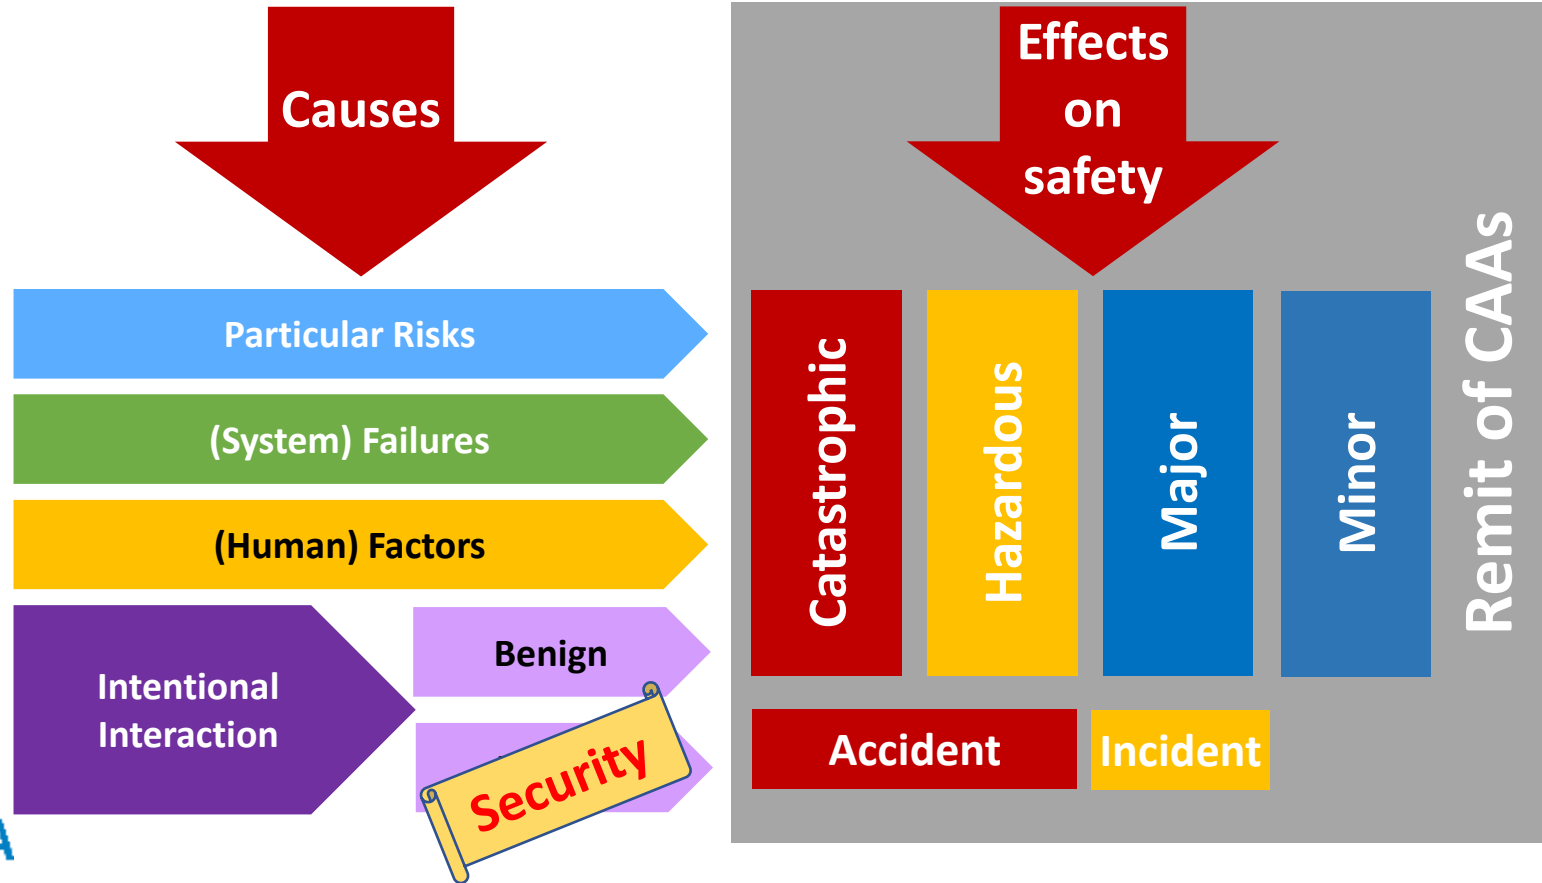 Causes
Effects
on
safety
Particular Risks
(System) Failures
(Human) Factors
Intentional
Interaction
Benign
Security
Catastrophic
Hazardous
Major
Minor
Accident
Incident
Remit of CAAs
A